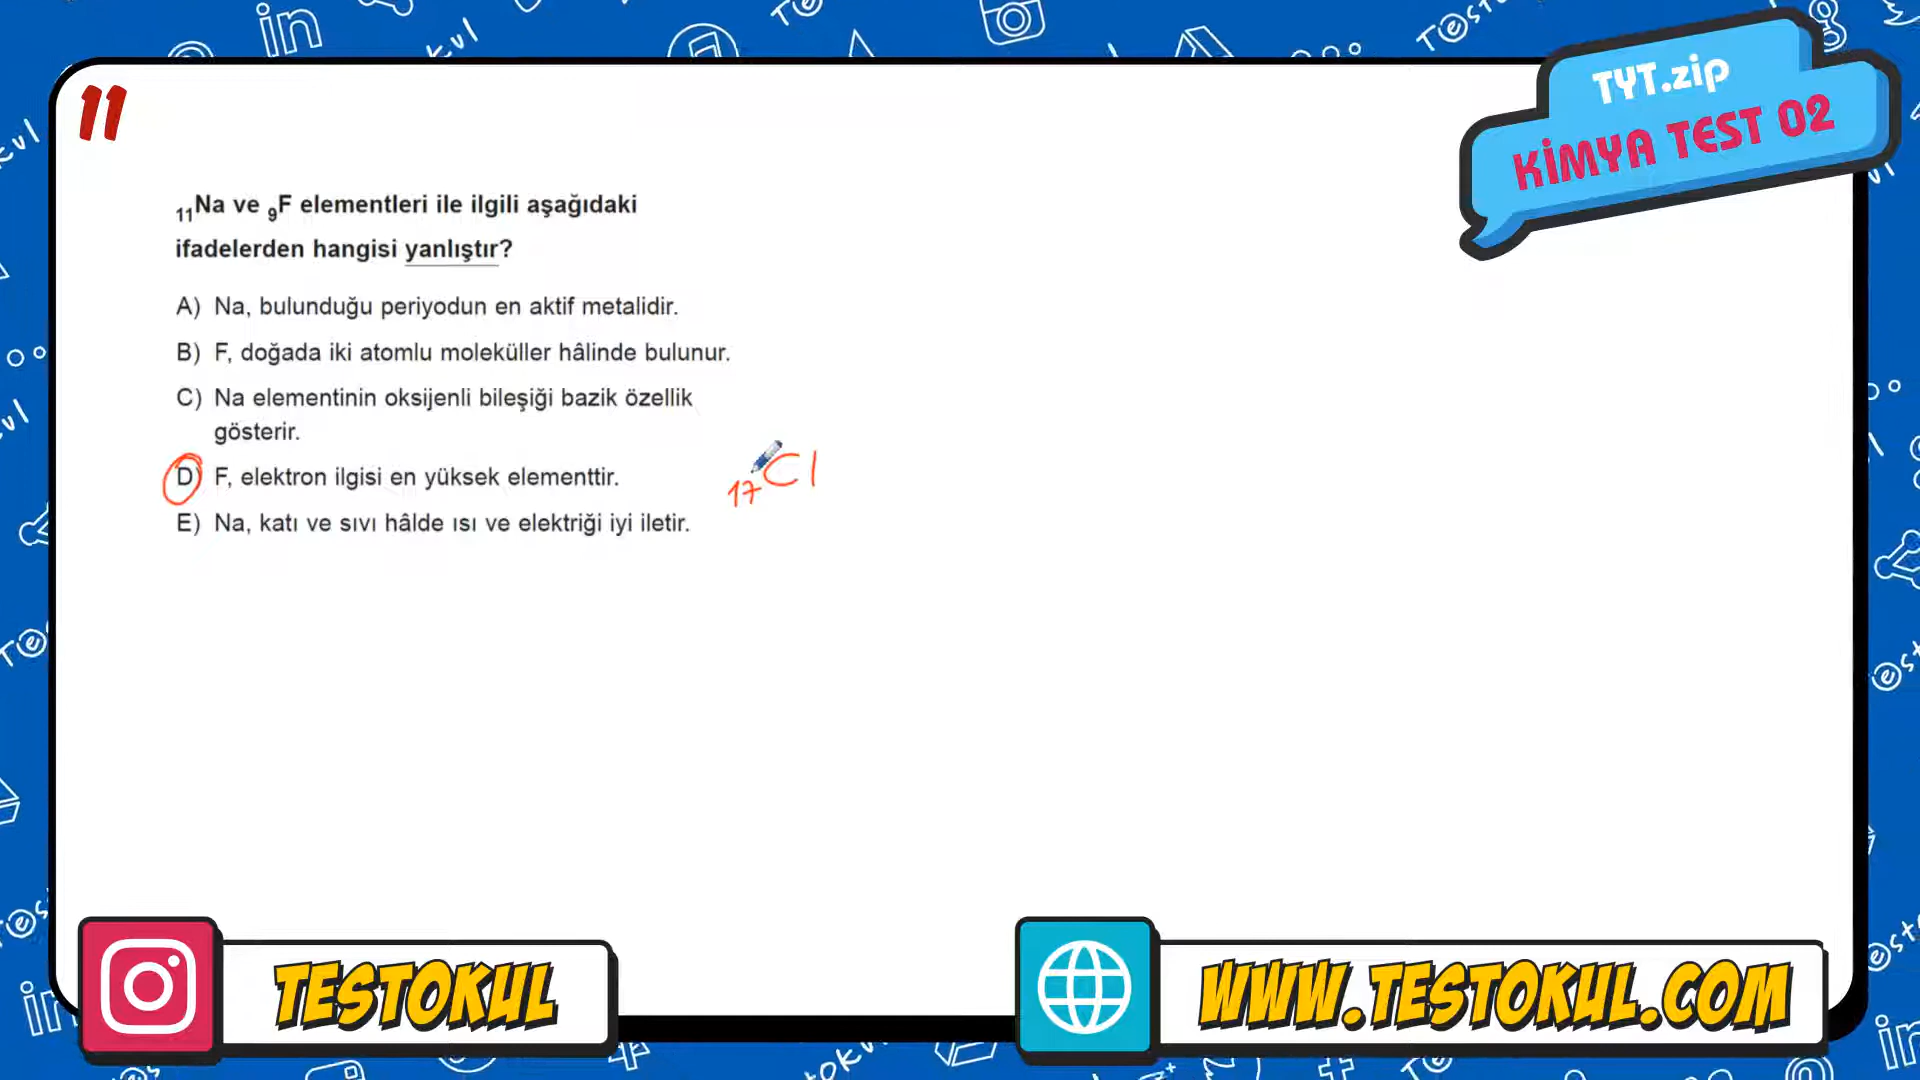 TYT.zip
KİMYA TEST 02
11
₁₁Na ve ₉F elementleri ile ilgili aşağıdaki
ifadelerden hangisi yanlıştır?
A) Na, bulunduğu periyodun en aktif metalidir.
B) F, doğada iki atomlu moleküller hâlinde bulunur.
C) Na elementinin oksijenli bileşiği bazik özellik
gösterir.
D) F, elektron ilgisi en yüksek elementtir.
₁₇Cl
E) Na, katı ve sıvı hâlde ısı ve elektriği iyi iletir.
TESTOKUL
WWW.TESTOKUL.COM